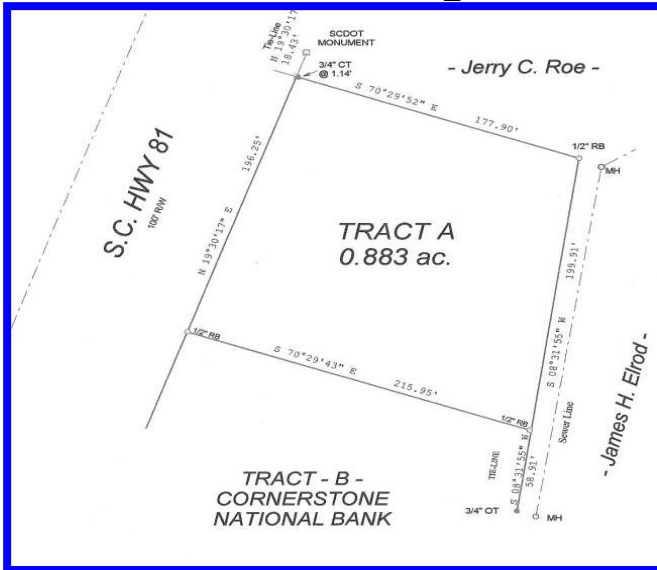 Tie-Line
N 19°30'17
18.43'
SCDOT
MONUMENT
3/4" CT
@ 1.14'
- Jerry C. Roe -
S 70°29'52" E
177.90'
1/2" RB
MH
S.C. HWY 81
100' R/W
196.25'
N 19°30'17" E
TRACT A
0.883 ac.
199.91'
S 08°31'55" W
1/2" RB
S 70°29'43" E
215.95'
1/2" RB
Sewer Line
- James H. Elrod -
TIE-LINE
S 08°31'55" W
58.91'
3/4" OT
MH
TRACT - B -
CORNERSTONE
NATIONAL BANK